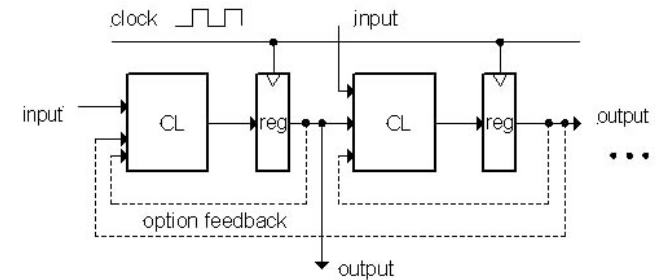 clock
input
input
CL
reg
CL
reg
output
option feedback
output